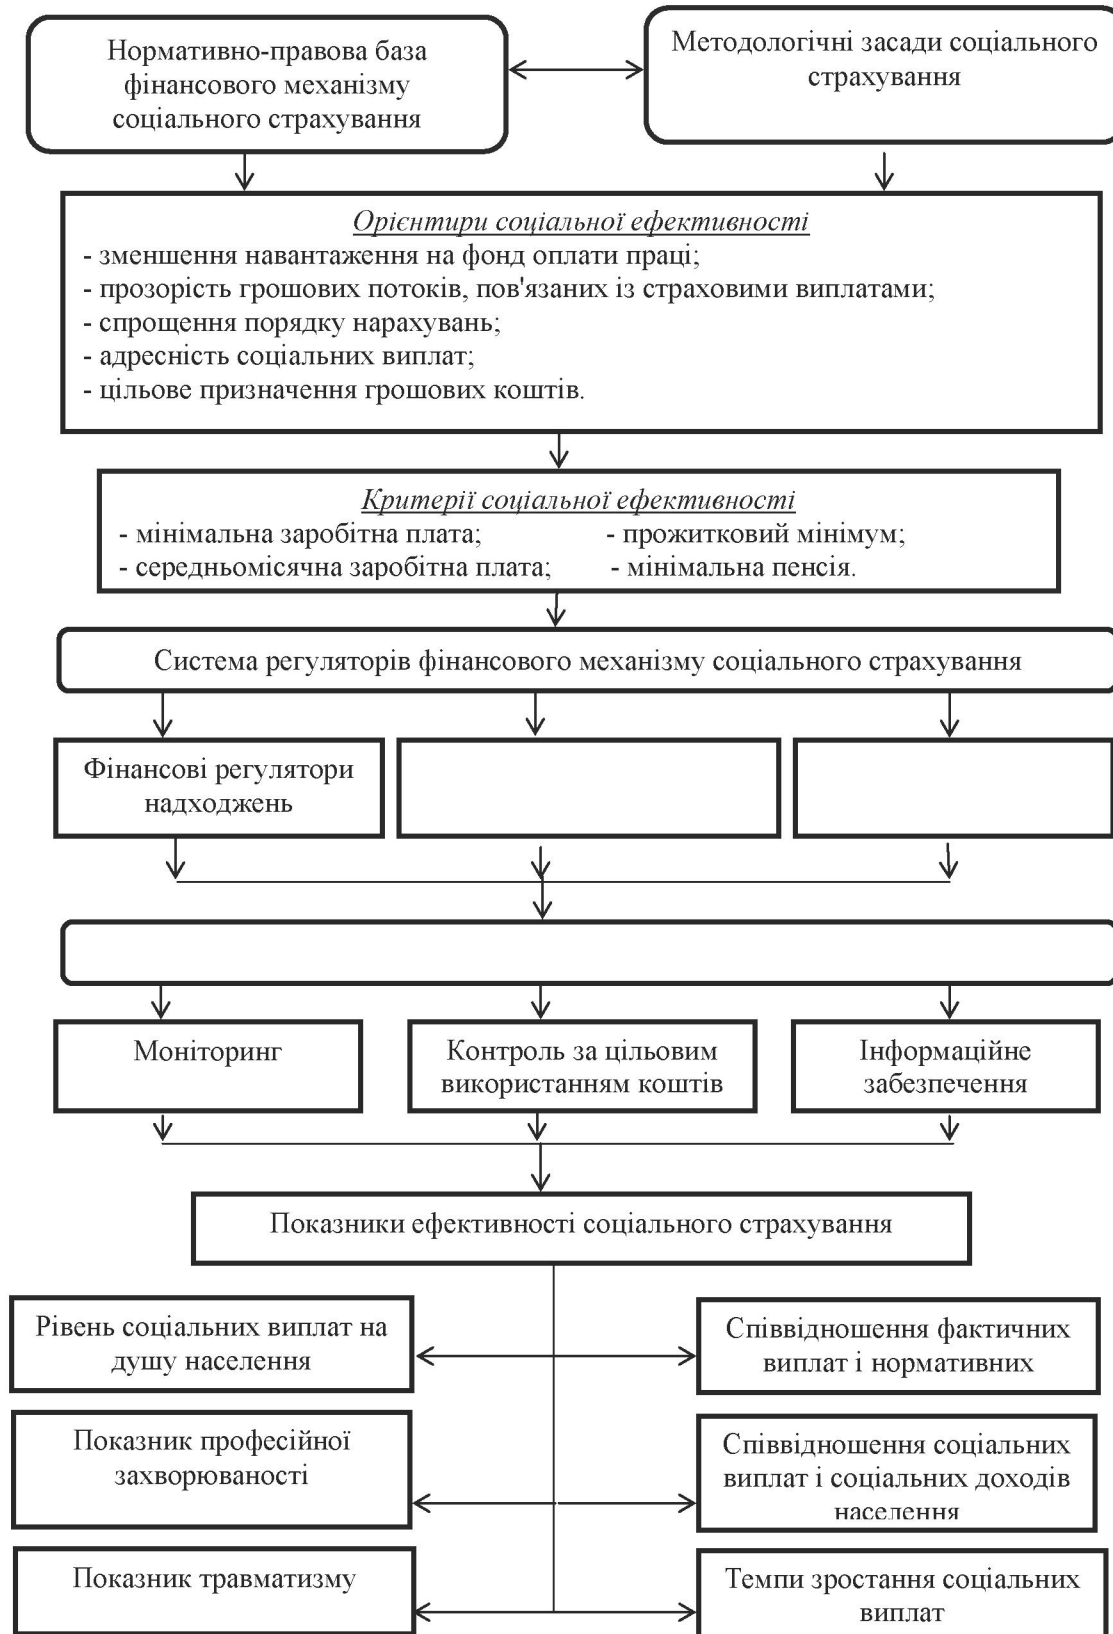 Нормативно-правова база
фінансового механізму
соціального страхування
Методологічні засади соціального
страхування
Орієнтири соціальної ефективності
- зменшення навантаження на фонд оплати праці;
- прозорість грошових потоків, пов'язаних із страховими виплатами;
- спрощення порядку нарахувань;
- адресність соціальних виплат;
- цільове призначення грошових коштів.
Критерії соціальної ефективності
- мінімальна заробітна плата; - прожитковий мінімум;
- середньомісячна заробітна плата; - мінімальна пенсія.
Система регуляторів фінансового механізму соціального страхування
Фінансові регулятори
надходжень
Моніторинг
Контроль за цільовим
використанням коштів
Інформаційне
забезпечення
Показники ефективності соціального страхування
Рівень соціальних виплат на
душу населення
Співвідношення фактичних
виплат і нормативних
Показник професійної
захворюваності
Співвідношення соціальних
виплат і соціальних доходів
населення
Показник травматизму
Темпи зростання соціальних
виплат